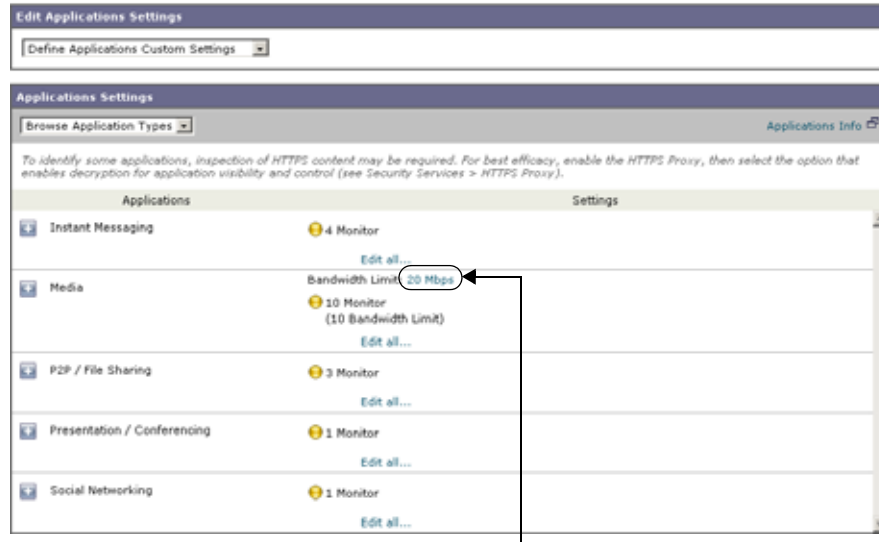 Edit Applications Settings
Define Applications Custom Settings
Applications Settings
Browse Application Types
Applications Info
To identify some applications, inspection of HTTPS content may be required. For best efficacy, enable the HTTPS Proxy, then select the option that
enables decryption for application visibility and control (see Security Services > HTTPS Proxy).
Applications Settings
Instant Messaging 4 Monitor
Edit all...
Media Bandwidth Limit: 20 Mbps
10 Monitor
(10 Bandwidth Limit)
Edit all...
P2P / File Sharing 3 Monitor
Edit all...
Presentation / Conferencing 1 Monitor
Edit all...
Social Networking 1 Monitor
Edit all...